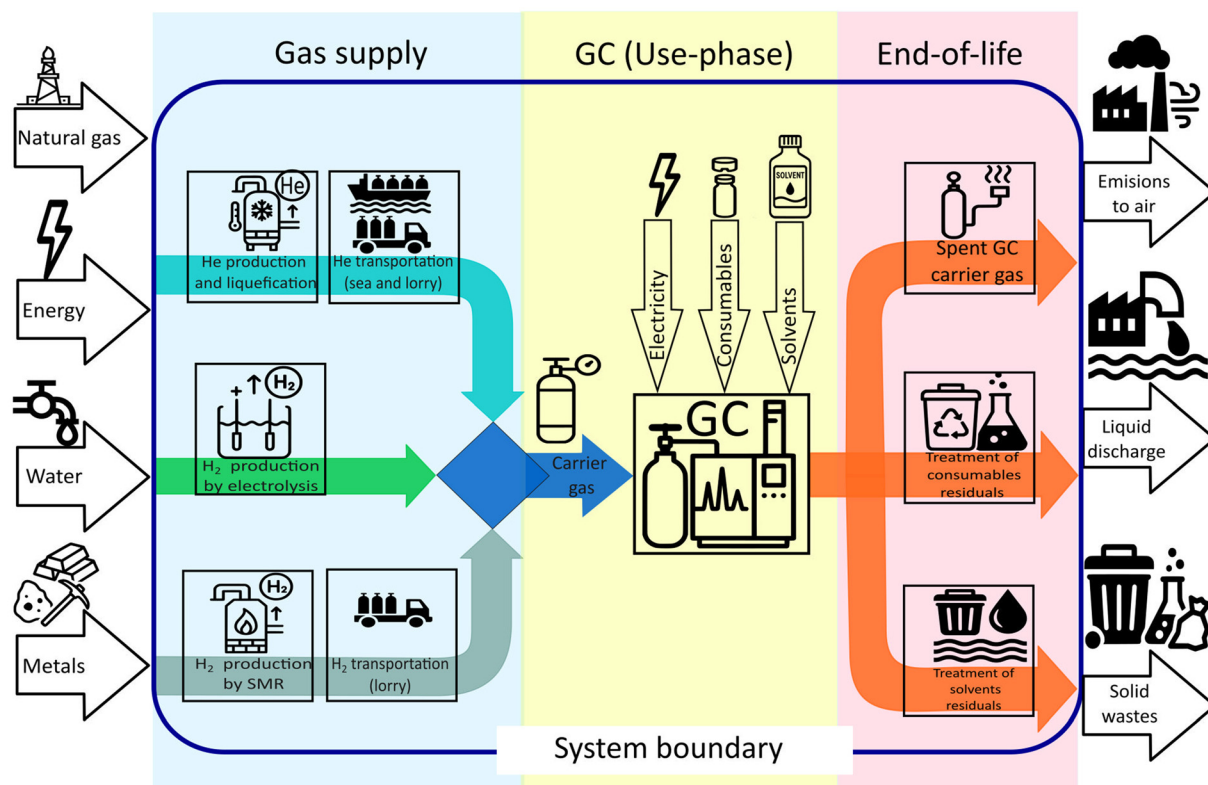 Gas supply
GC (Use-phase)
End-of-life
Natural gas
Energy
Water
Metals
He
He production
and liquefication
He transportation
(sea and lorry)
+ H₂
H₂ production
by electrolysis
H₂
H₂ production
by SMR
H₂ transportation
(lorry)
Carrier
gas
SOLVENT
Electricity
Consumables
Solvents
GC
Spent GC
carrier gas
Treatment of
consumables
residuals
Treatment of
solvents
residuals
Emisions
to air
Liquid
discharge
Solid
wastes
System boundary